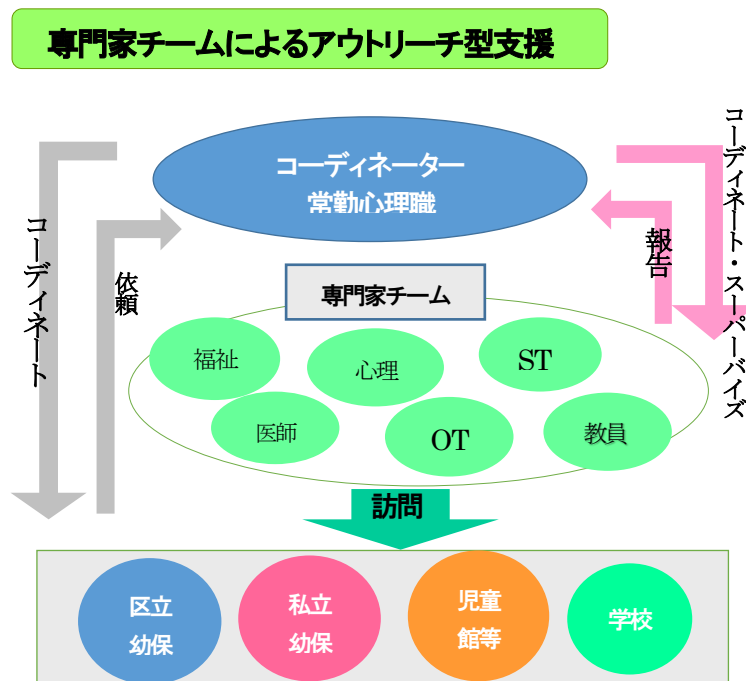 専門家チームによるアウトリーチ型支援
コーディネーター
常勤心理職
コーディネート
依頼
報告
コーディネート・スーパーバイズ
専門家チーム
福祉
心理
ST
医師
OT
教員
訪問
区立
幼保
私立
幼保
児童
館等
学校